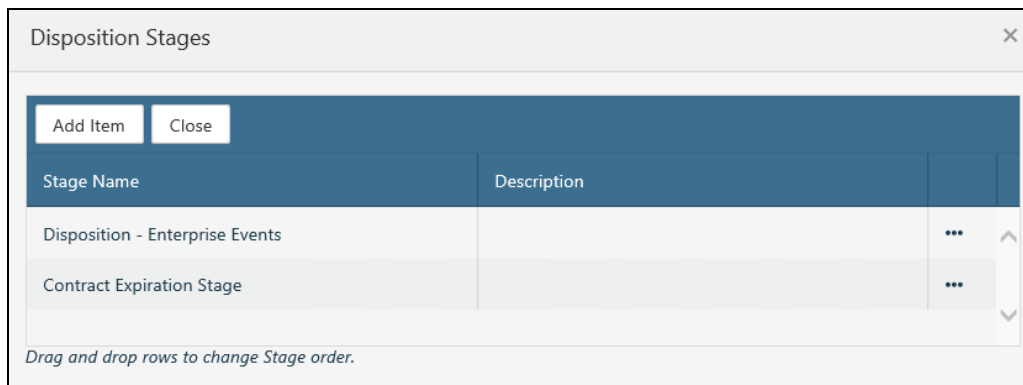 Disposition Stages
Add Item Close
Stage Name Description
Disposition - Enterprise Events
Contract Expiration Stage
Drag and drop rows to change Stage order.